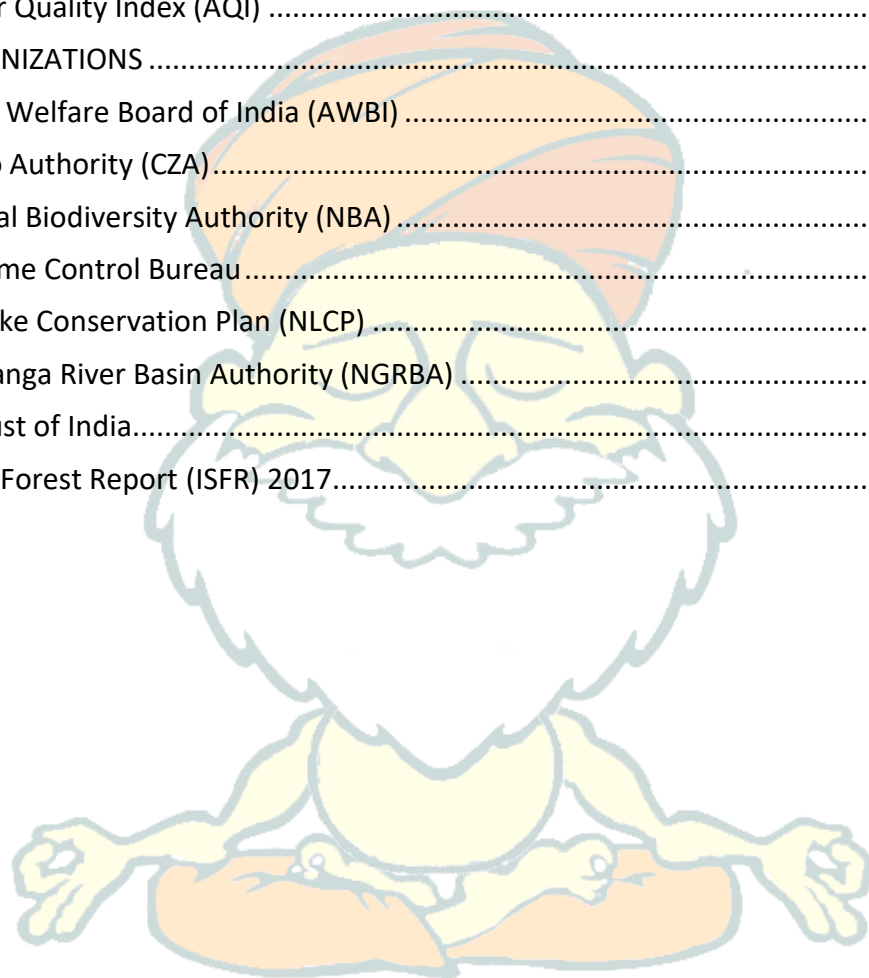 r Quality Index (AQI) ................................................................
NIZATIONS ................................................................
Welfare Board of India (AWBI) ................................................................
o Authority (CZA) ................................................................
al Biodiversity Authority (NBA) ................................................................
me Control Bureau ................................................................
ke Conservation Plan (NLCP) ................................................................
anga River Basin Authority (NGRBA) ................................................................
ust of India ................................................................
Forest Report (ISFR) 2017 ................................................................